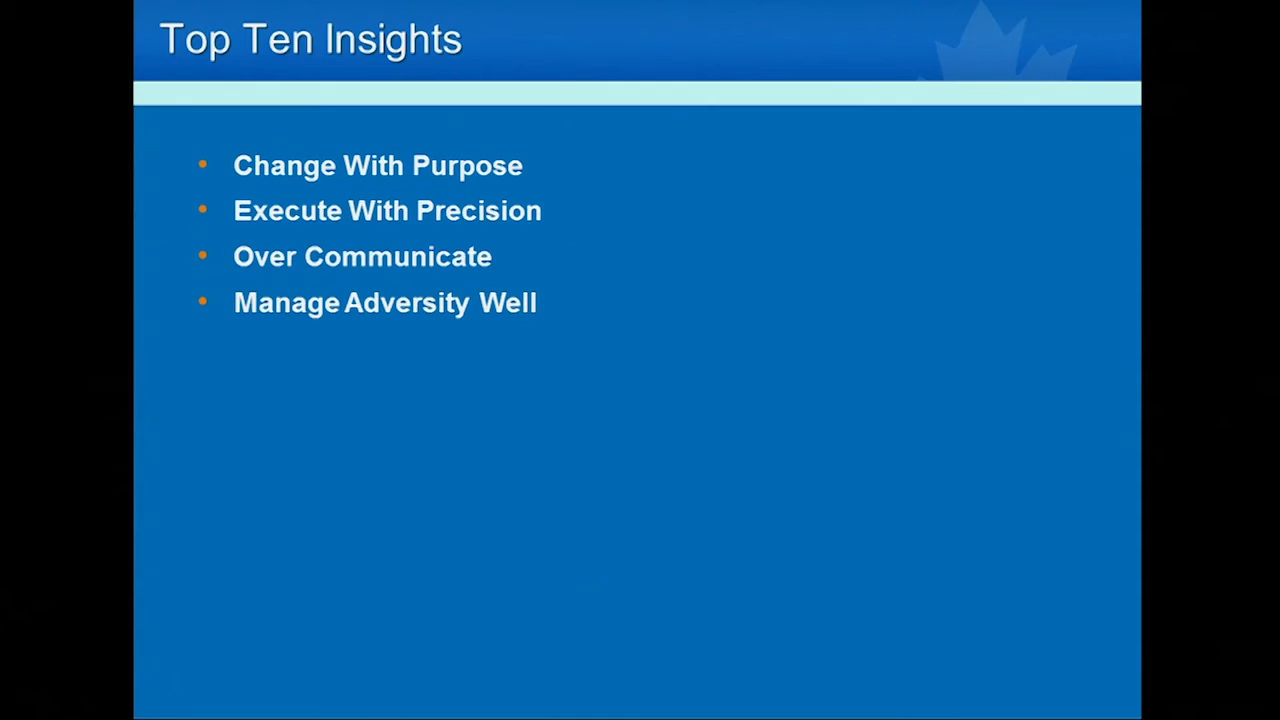 Top Ten Insights
• Change With Purpose
• Execute With Precision
• Over Communicate
• Manage Adversity Well